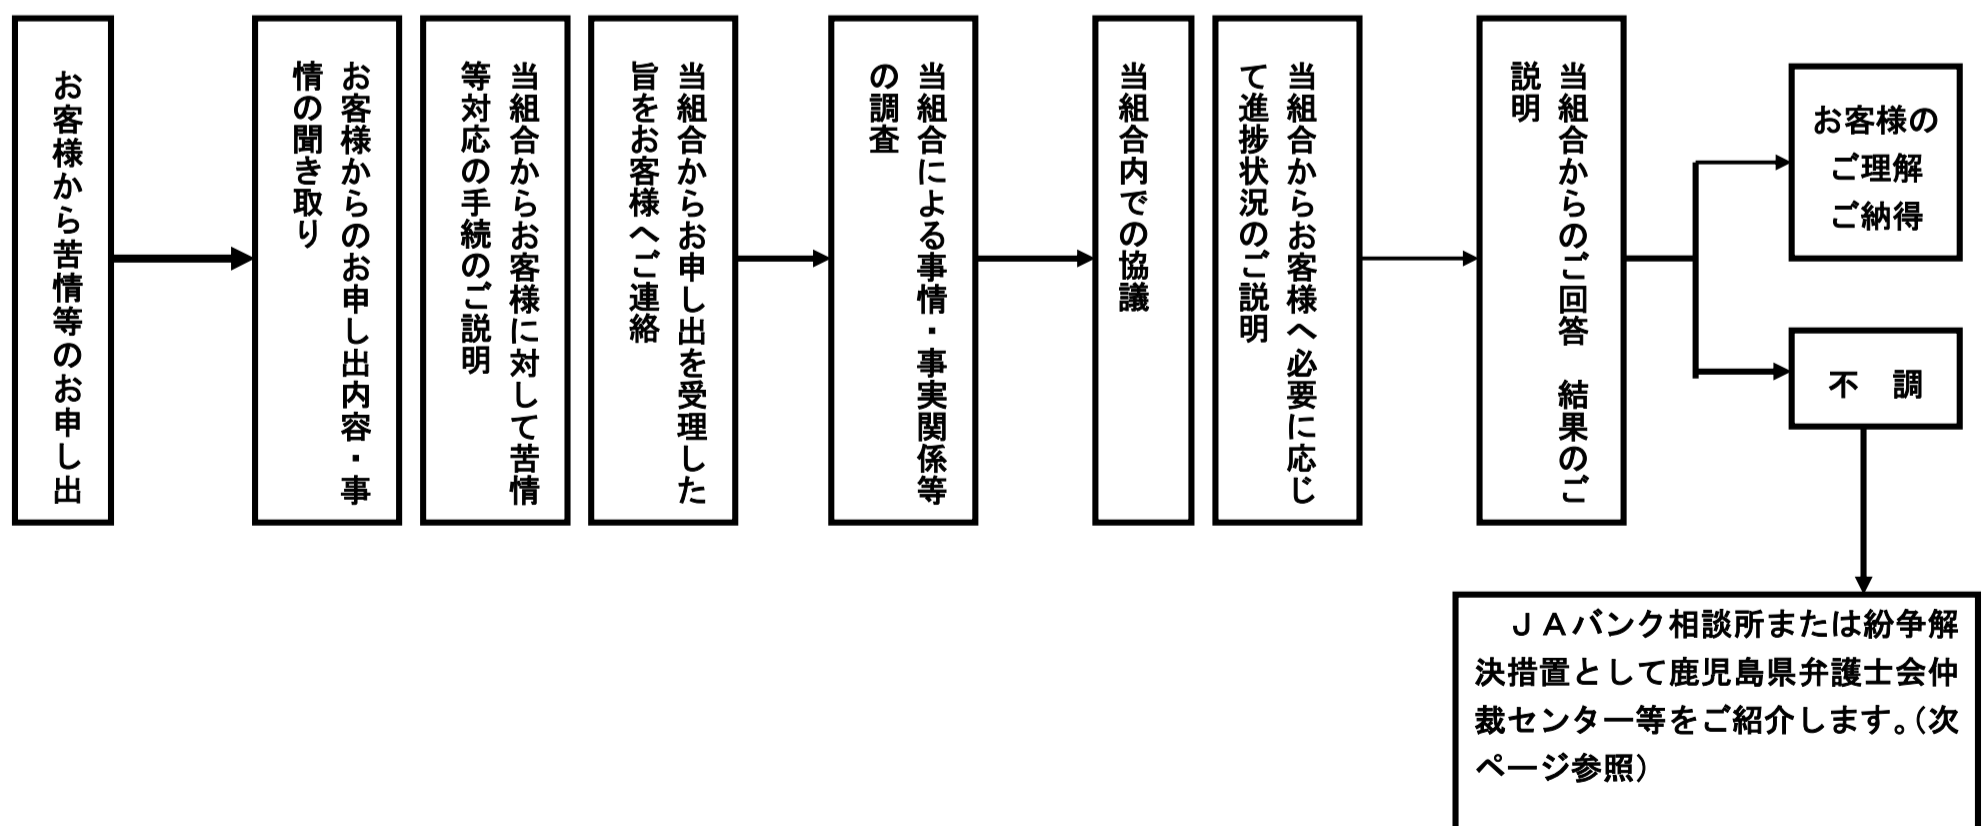 お客様から苦情等のお申し出
お客様からのお申し出内容・事
情の聞き取り
当組合からお客様に対して苦情
等対応の手続のご説明
当組合からお申し出を受理した
旨をお客様へご連絡
当組合による事情・事実関係等
の調査
当組合内での協議
当組合からお客様へ必要に応じ
て進捗状況のご説明
当組合からのご回答　結果のご
説明
お客様の
ご理解
ご納得
不　調
ＪＡバンク相談所または紛争解
決措置として鹿児島県弁護士会仲
裁センター等をご紹介します。（次
ページ参照）